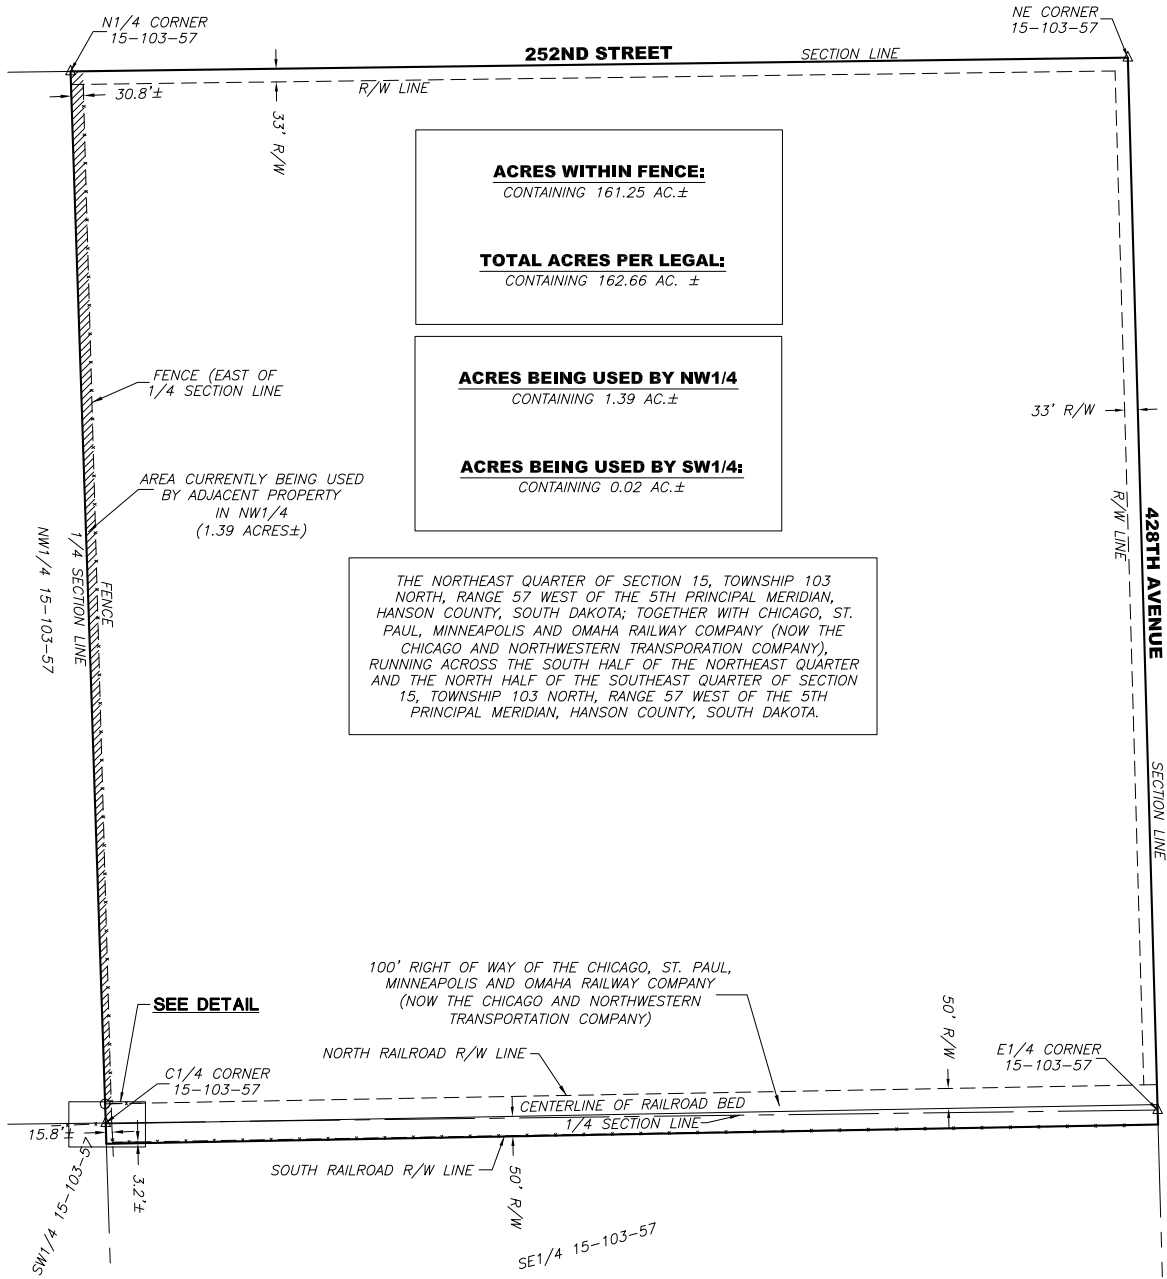 N1/4 CORNER
15-103-57
NE CORNER
15-103-57
252ND STREET
SECTION LINE
30.8'±
R/W LINE
33' R/W
ACRES WITHIN FENCE:
CONTAINING 161.25 AC.±
TOTAL ACRES PER LEGAL:
CONTAINING 162.66 AC. ±
FENCE (EAST OF
1/4 SECTION LINE
ACRES BEING USED BY NW1/4
CONTAINING 1.39 AC.±
33' R/W
ACRES BEING USED BY SW1/4:
CONTAINING 0.02 AC.±
AREA CURRENTLY BEING USED
BY ADJACENT PROPERTY
IN NW1/4
(1.39 ACRES±)
R/W LINE
428TH AVENUE
NW1/4 15-103-57
1/4 SECTION LINE
FENCE
THE NORTHEAST QUARTER OF SECTION 15, TOWNSHIP 103
NORTH, RANGE 57 WEST OF THE 5TH PRINCIPAL MERIDIAN,
HANSON COUNTY, SOUTH DAKOTA; TOGETHER WITH CHICAGO, ST.
PAUL, MINNEAPOLIS AND OMAHA RAILWAY COMPANY (NOW THE
CHICAGO AND NORTHWESTERN TRANSPORATION COMPANY),
RUNNING ACROSS THE SOUTH HALF OF THE NORTHEAST QUARTER
AND THE NORTH HALF OF THE SOUTHEAST QUARTER OF SECTION
15, TOWNSHIP 103 NORTH, RANGE 57 WEST OF THE 5TH
PRINCIPAL MERIDIAN, HANSON COUNTY, SOUTH DAKOTA.
SECTION LINE
100' RIGHT OF WAY OF THE CHICAGO, ST. PAUL,
MINNEAPOLIS AND OMAHA RAILWAY COMPANY
(NOW THE CHICAGO AND NORTHWESTERN
TRANSPORTATION COMPANY)
SEE DETAIL
50' R/W
NORTH RAILROAD R/W LINE
E1/4 CORNER
15-103-57
C1/4 CORNER
15-103-57
CENTERLINE OF RAILROAD BED
1/4 SECTION LINE
15.8'±
SOUTH RAILROAD R/W LINE
3.2'±
50' R/W
SW1/4 15-103-57
SE1/4 15-103-57